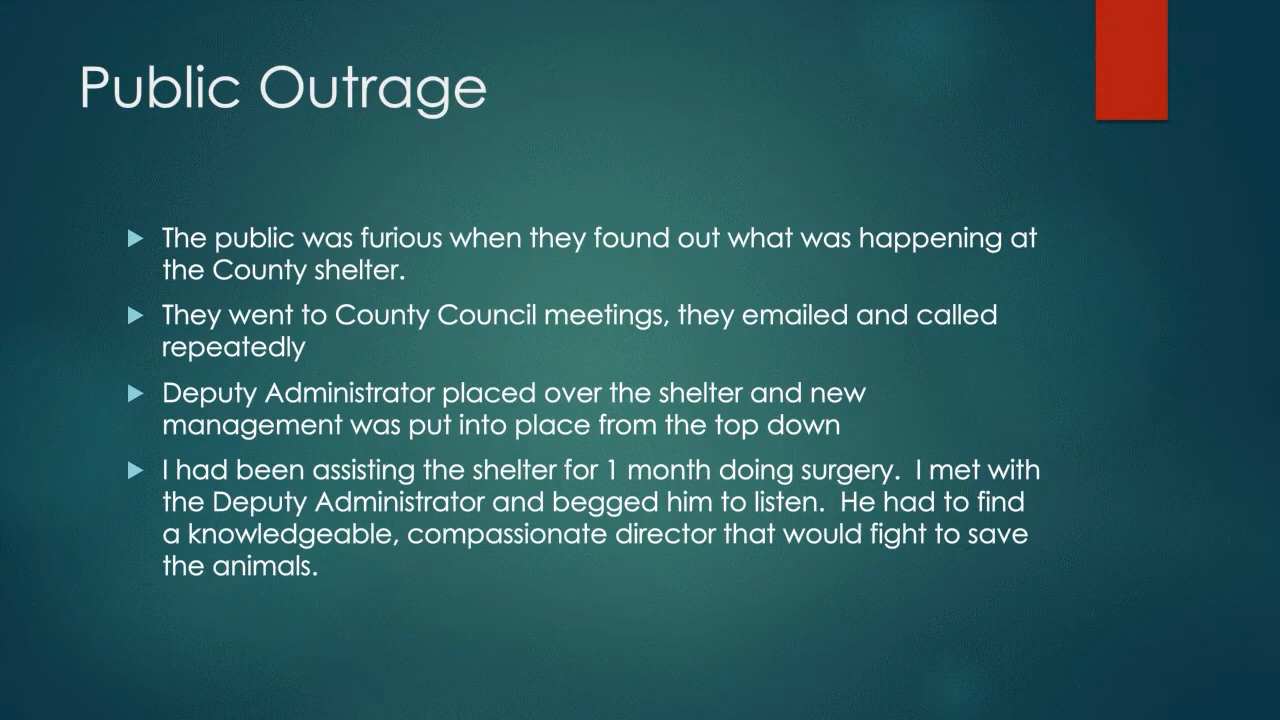 Public Outrage
The public was furious when they found out what was happening at
the County shelter.
They went to County Council meetings, they emailed and called
repeatedly
Deputy Administrator placed over the shelter and new
management was put into place from the top down
I had been assisting the shelter for 1 month doing surgery.  I met with
the Deputy Administrator and begged him to listen.  He had to find
a knowledgeable, compassionate director that would fight to save
the animals.